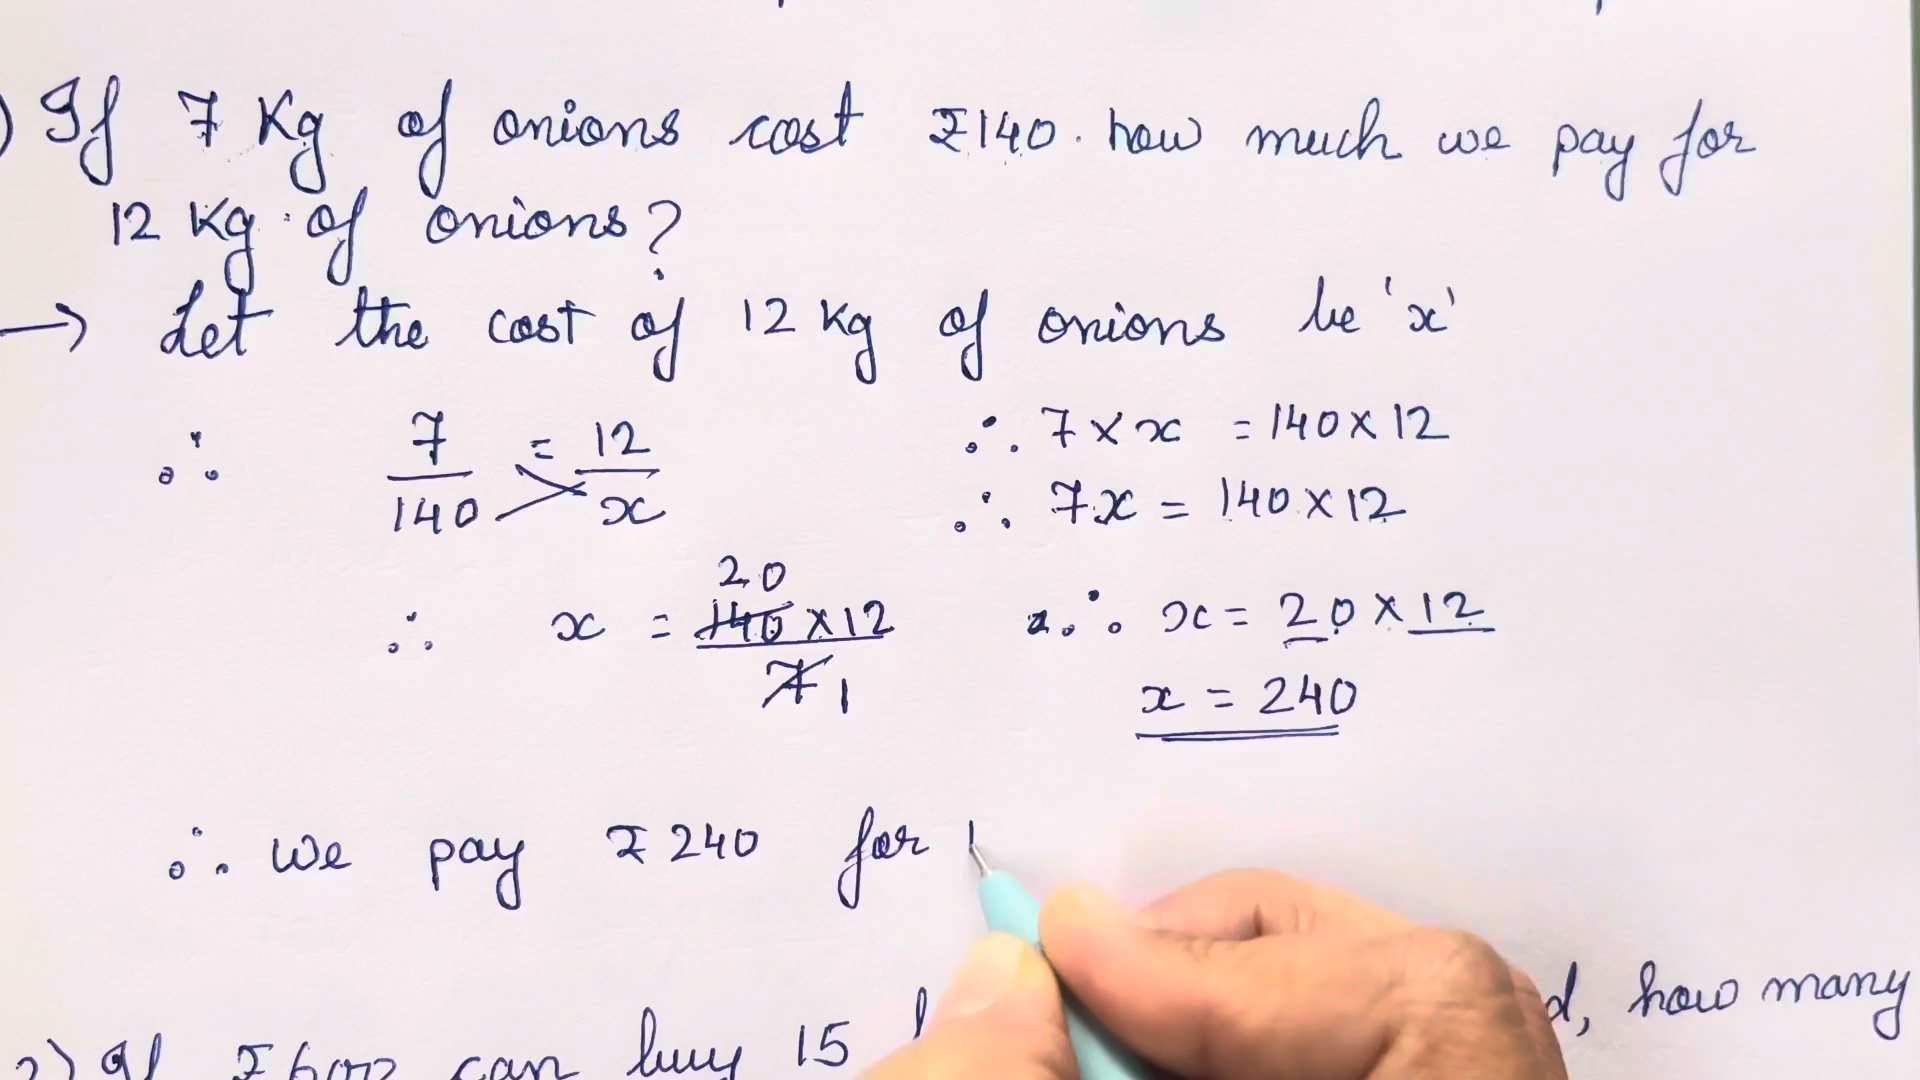 ) If 7 Kg of onions cost ₹140. how much we pay for
12 Kg of onions?
→ Let the cost of 12 kg of onions be 'x'
∴ 7/140 = 12/x ∴ 7 × x = 140 × 12
∴ 7x = 140 × 12
20
∴ x = 140 × 12 / 7 1 ∴ x = 20 × 12
x = 240
∴ We pay ₹240 for 1
2) If ₹600 can buy 15 , how many